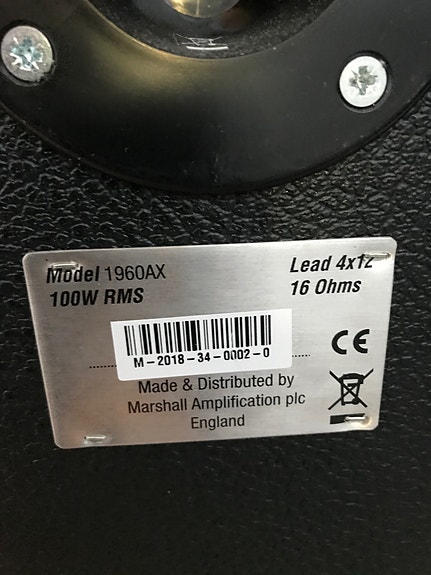 Model 1960AX
100W RMS
Lead 4x12
16 Ohms
M-2018-34-0002-0
CE
Made & Distributed by
Marshall Amplification plc
England